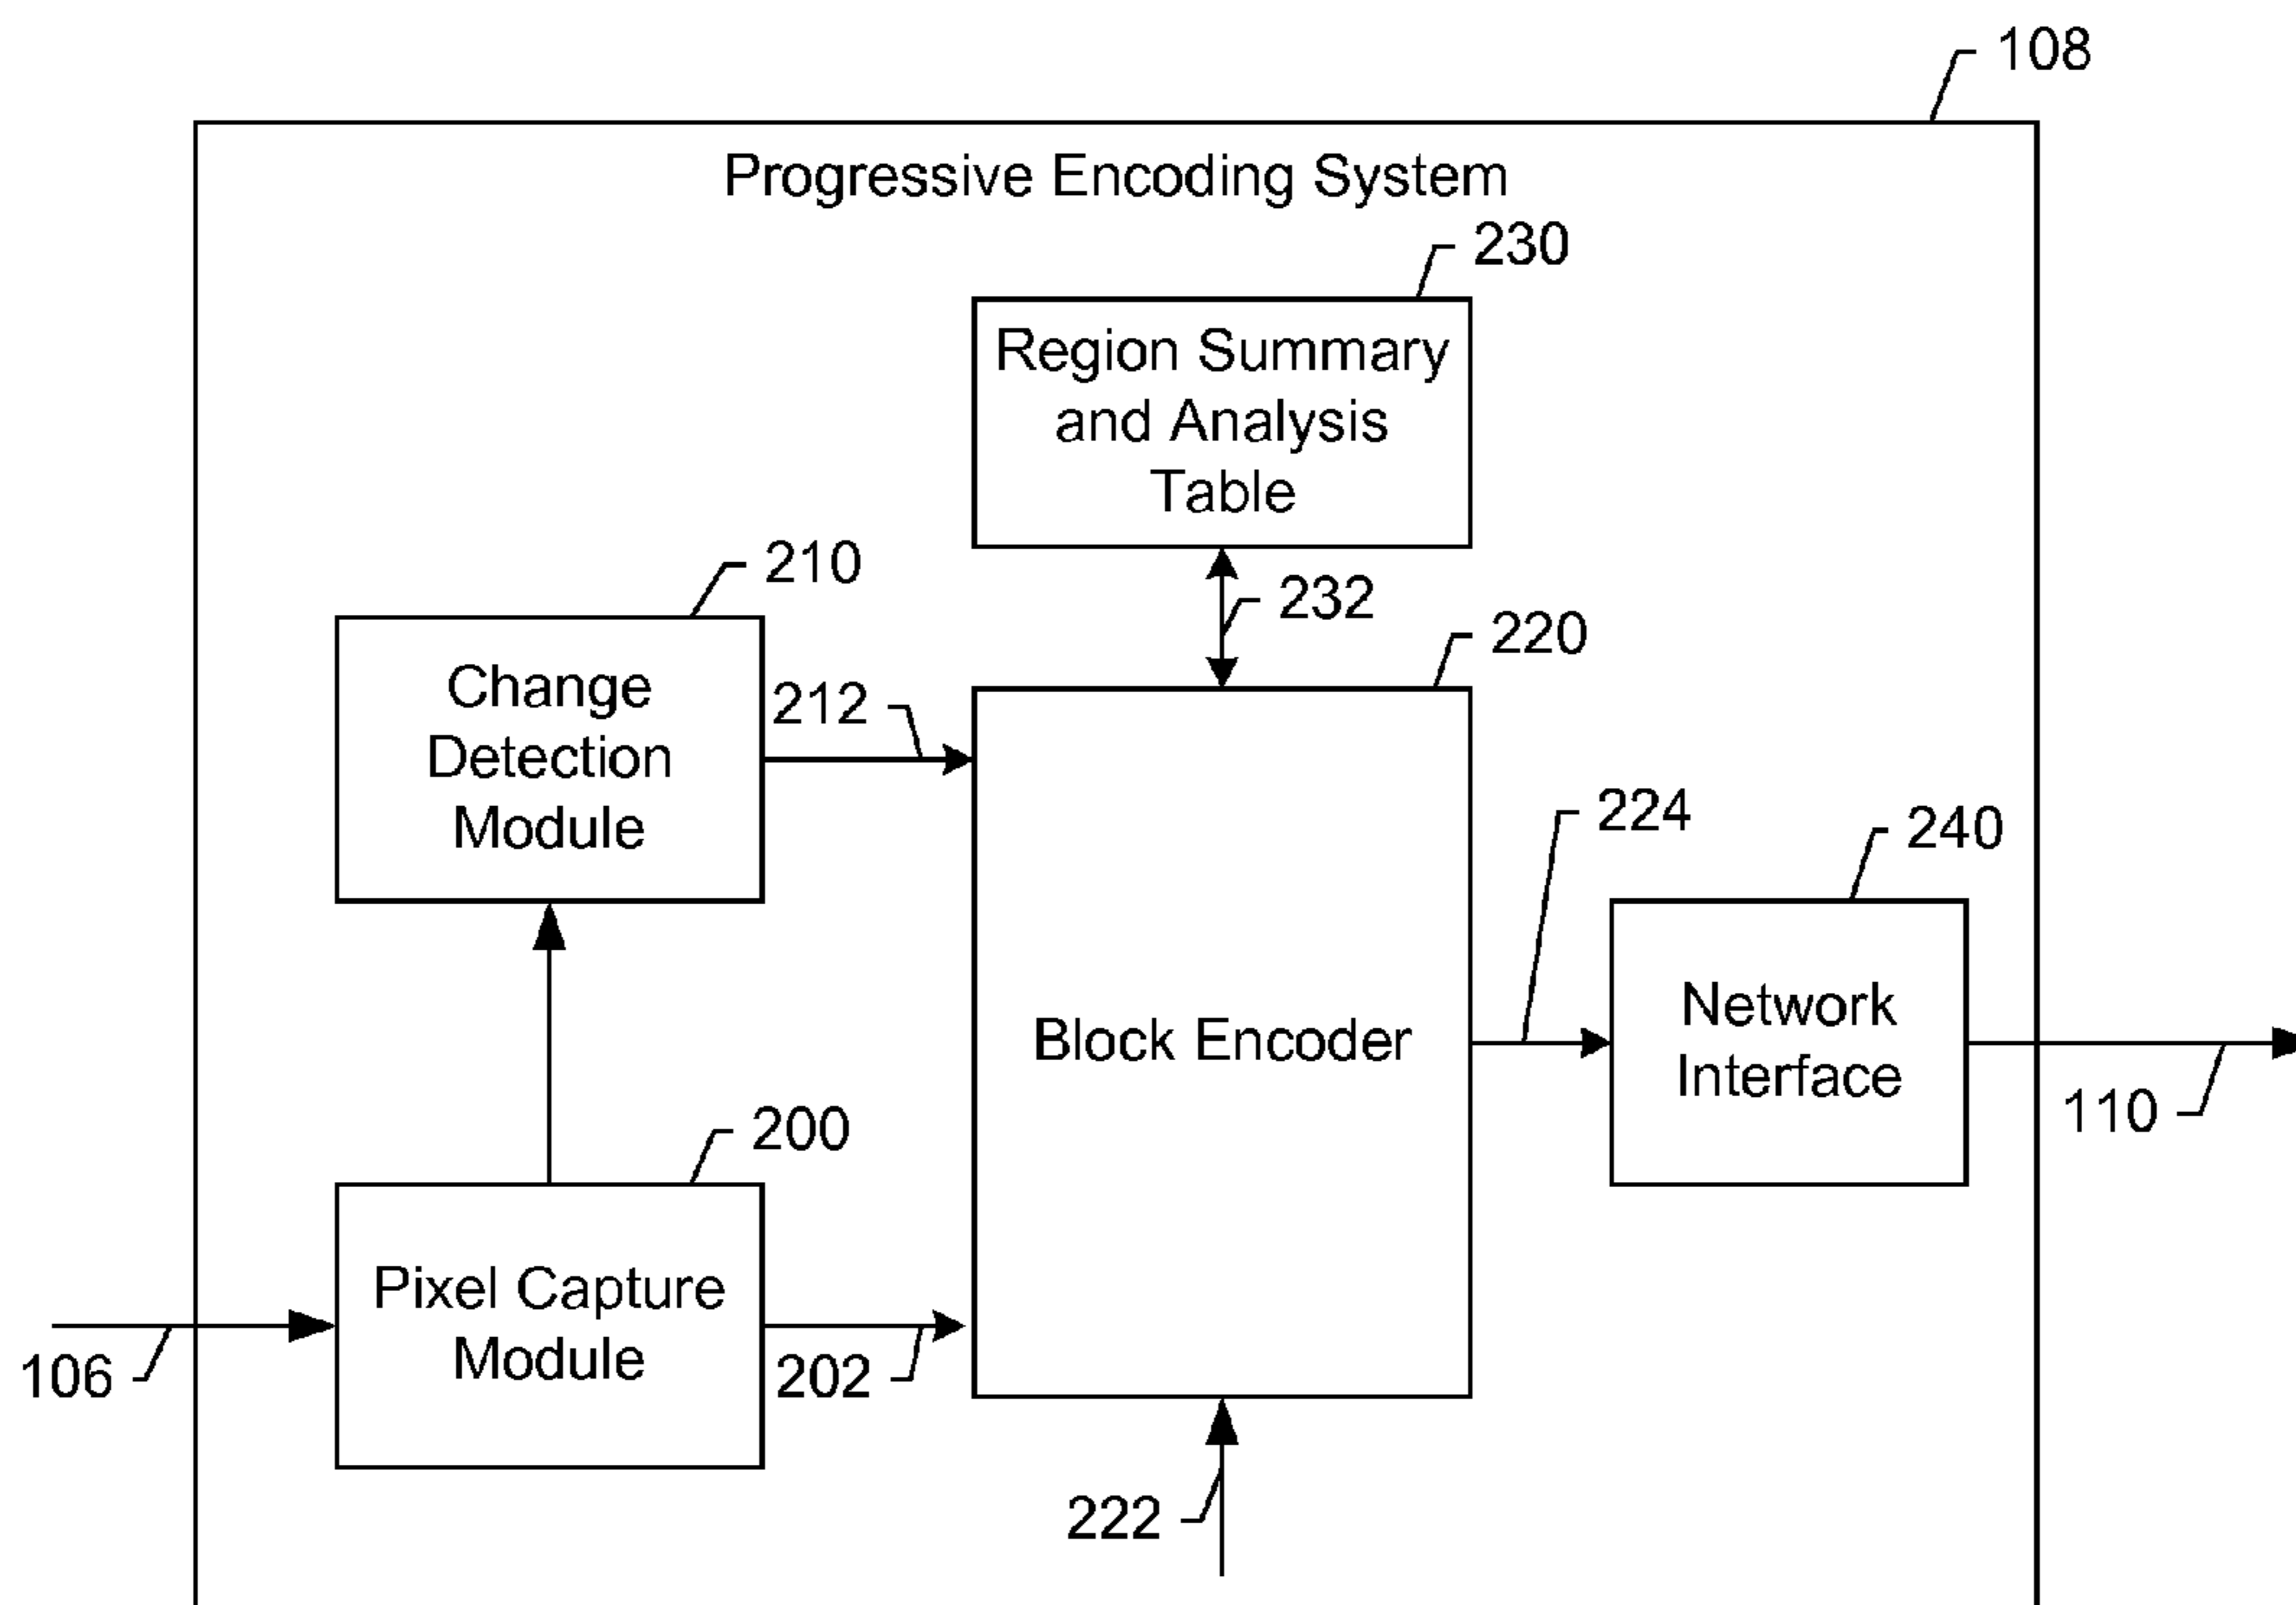 108
Progressive Encoding System
230
Region Summary
and Analysis
Table
210
232
220
Change
Detection
Module
212
224
240
Block Encoder
Network
Interface
110
200
Pixel Capture
Module
106
202
222